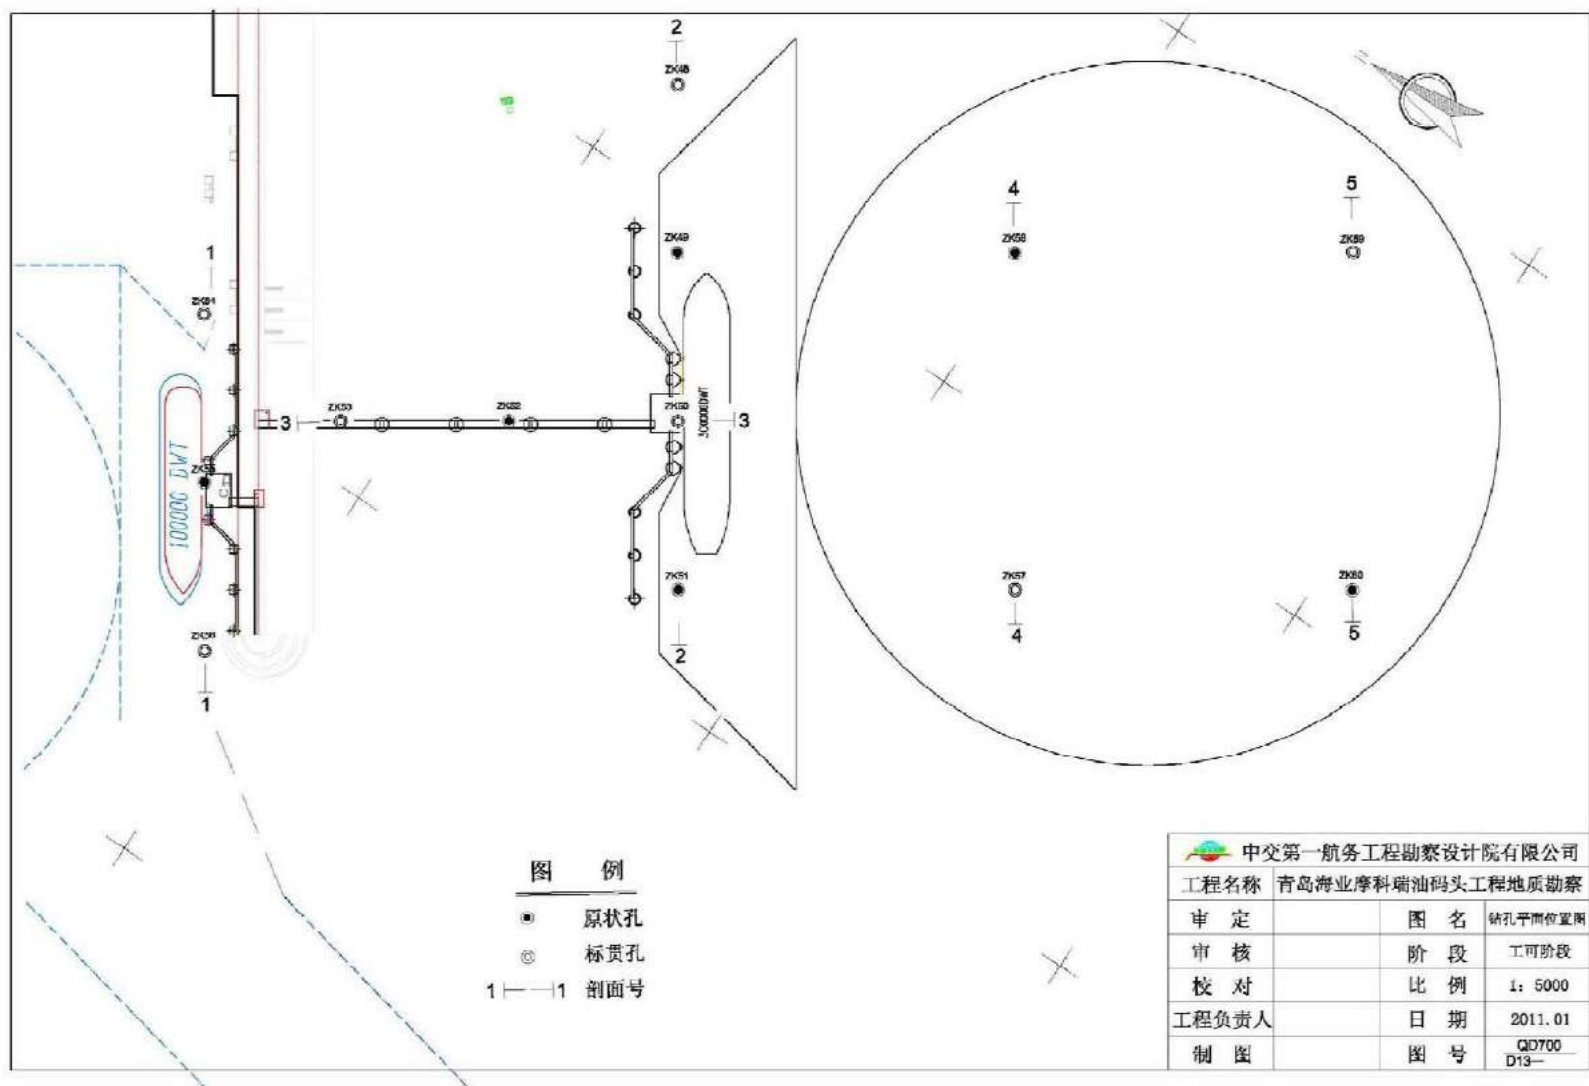 2
ZK48
4
5
1
ZK49
ZK58
ZK59
ZK54
3
ZK53
ZK52
ZK50
300000DWT
3
ZK55
100000 DWT
ZK51
ZK57
ZK60
ZK56
2
4
5
1
图 例
原状孔
标贯孔
1 1 剖面号
中交第一航务工程勘察设计院有限公司
工程名称 青岛海业摩科瑞油码头工程地质勘察
审 定 图 名 钻孔平面位置图
审 核 阶 段 工可阶段
校 对 比 例 1: 5000
工程负责人 日 期 2011.01
制 图 图 号 QD700
D13—